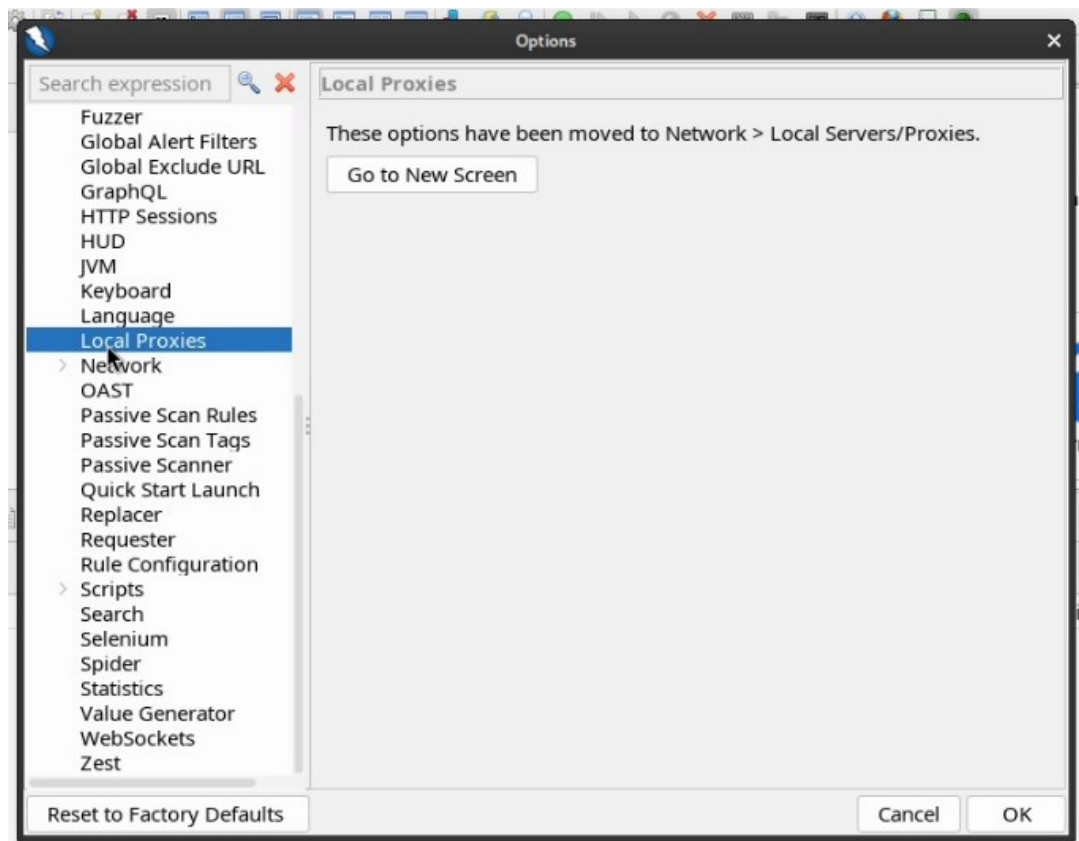 Options
Search expression
Local Proxies
Fuzzer
Global Alert Filters
Global Exclude URL
GraphQL
HTTP Sessions
HUD
JVM
Keyboard
Language
Local Proxies
Network
OAST
Passive Scan Rules
Passive Scan Tags
Passive Scanner
Quick Start Launch
Replacer
Requester
Rule Configuration
Scripts
Search
Selenium
Spider
Statistics
Value Generator
WebSockets
Zest
These options have been moved to Network > Local Servers/Proxies.
Go to New Screen
Reset to Factory Defaults
Cancel
OK